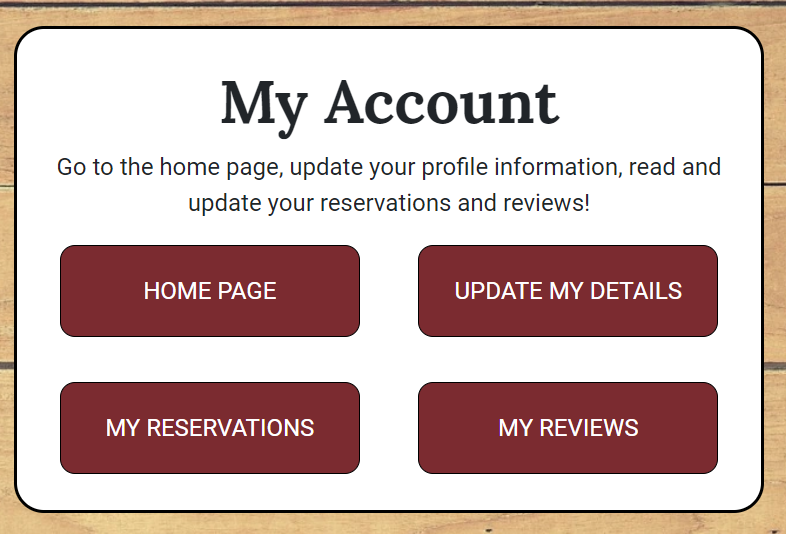 My Account
Go to the home page, update your profile information, read and
update your reservations and reviews!
HOME PAGE
UPDATE MY DETAILS
MY RESERVATIONS
MY REVIEWS